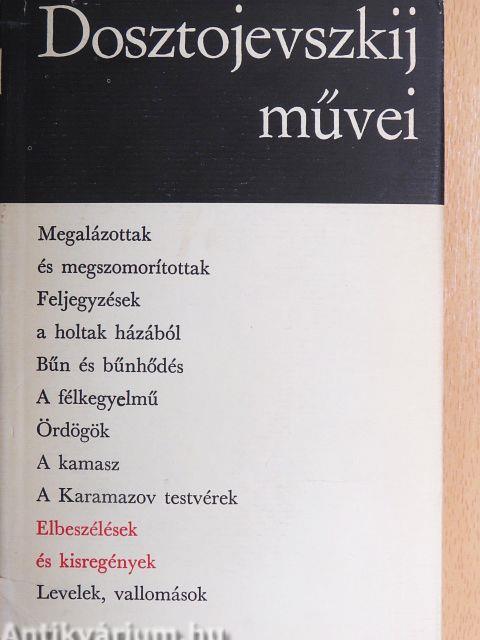 Dosztojevszkij
művei
Megalázottak
és megszomorítottak
Feljegyzések
a holtak házából
Bűn és bűnhődés
A félkegyelmű
Ördögök
A kamasz
A Karamazov testvérek
Elbeszélések
és kisregények
Levelek, vallomások
Antikvárium.hu